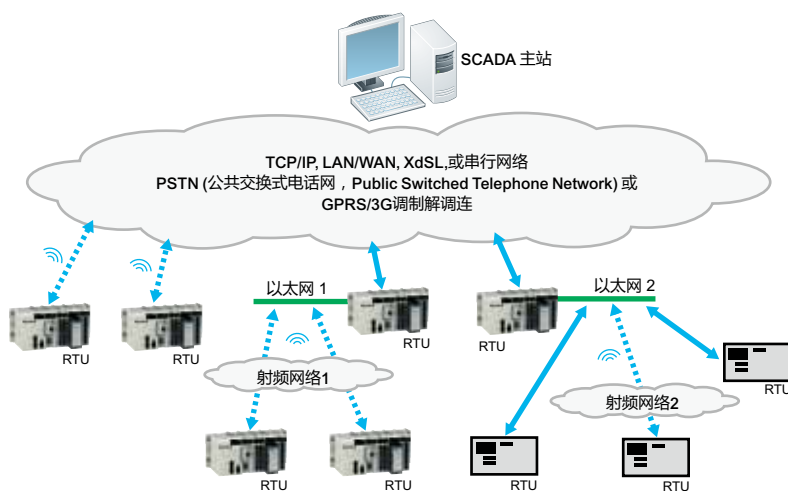 SCADA 主站
TCP/IP, LAN/WAN, XdSL,或串行网络
PSTN (公共交换式电话网，Public Switched Telephone Network) 或
GPRS/3G调制解调连
以太网 1
以太网 2
RTU
RTU
RTU
RTU
RTU
射频网络1
射频网络2
RTU
RTU
RTU
RTU